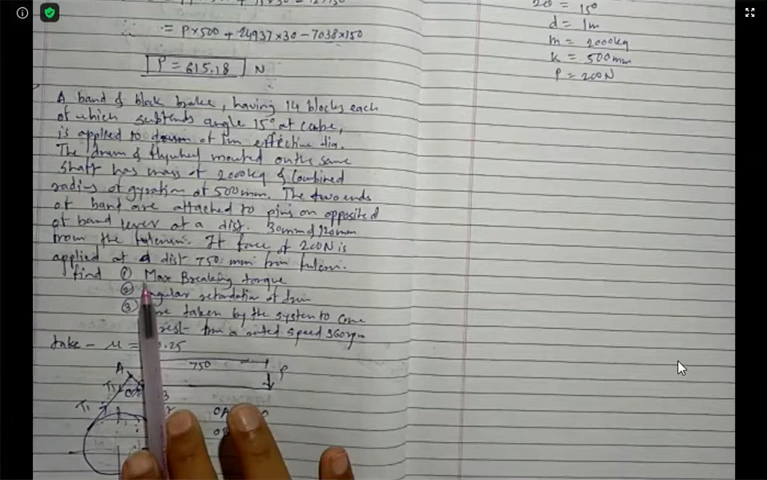 = P×500 + 24937×30 - 7038×150
P = 615.18 N
A band & block brake, having 14 blocks each
of which subtends angle 15° at centre,
is applied to drum of 1m effective dia.
The drum & flywheel mounted on the same
shaft has mass of 2000kg & combined
radius of gyration of 500mm. The two ends
of band are attached to pins on opposite
of band lever at a dist. 30mm & 120mm
from the fulcrum. If force of 200N is
applied at a dist 750 mm from fulcrum.
find ① Max Breaking torque
② angular retardation of drum
③ taken by the system to come
rest from a rated speed 360rpm
take - μ = 0.25
750
P
A
T₁
2θ = 15°
d = 1m
m = 2000kg
k = 500mm
P = 200N